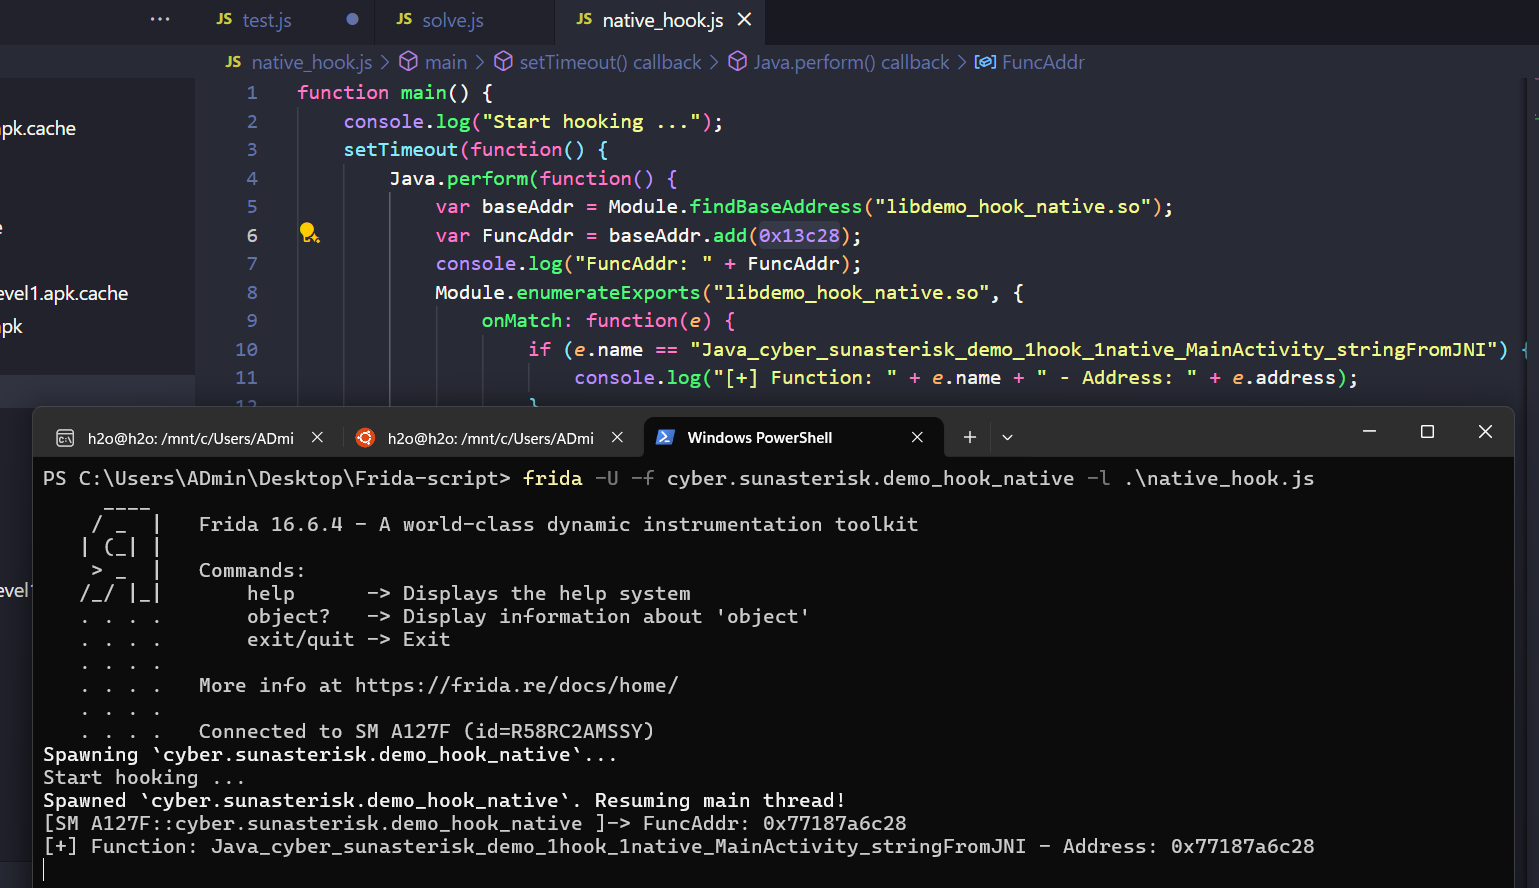 ··· JS test.js ● JS solve.js JS native_hook.js ×
JS native_hook.js > main > setTimeout() callback > Java.perform() callback > FuncAddr
pk.cache
evel1.apk.cache
pk
1 function main() {
2 console.log("Start hooking ...");
3 setTimeout(function() {
4 Java.perform(function() {
5 var baseAddr = Module.findBaseAddress("libdemo_hook_native.so");
6 var FuncAddr = baseAddr.add(0x13c28);
7 console.log("FuncAddr: " + FuncAddr);
8 Module.enumerateExports("libdemo_hook_native.so", {
9 onMatch: function(e) {
10 if (e.name == "Java_cyber_sunasterisk_demo_1hook_1native_MainActivity_stringFromJNI") {
11 console.log("[+] Function: " + e.name + " - Address: " + e.address);
12 }
h2o@h2o: /mnt/c/Users/ADmi × h2o@h2o: /mnt/c/Users/ADmi × Windows PowerShell ×
PS C:\Users\ADmin\Desktop\Frida-script> frida -U -f cyber.sunasterisk.demo_hook_native -l .\native_hook.js
     ____
    / _  |   Frida 16.6.4 - A world-class dynamic instrumentation toolkit
   | (_| |
    > _  |   Commands:
   /_/ |_|       help      -> Displays the help system
   . . . .       object?   -> Display information about 'object'
   . . . .       exit/quit -> Exit
   . . . .
   . . . .   More info at https://frida.re/docs/home/
   . . . .
   . . . .   Connected to SM A127F (id=R58RC2AMSSY)
Spawning `cyber.sunasterisk.demo_hook_native`...
Start hooking ...
Spawned `cyber.sunasterisk.demo_hook_native`. Resuming main thread!
[SM A127F::cyber.sunasterisk.demo_hook_native ]-> FuncAddr: 0x77187a6c28
[+] Function: Java_cyber_sunasterisk_demo_1hook_1native_MainActivity_stringFromJNI - Address: 0x77187a6c28